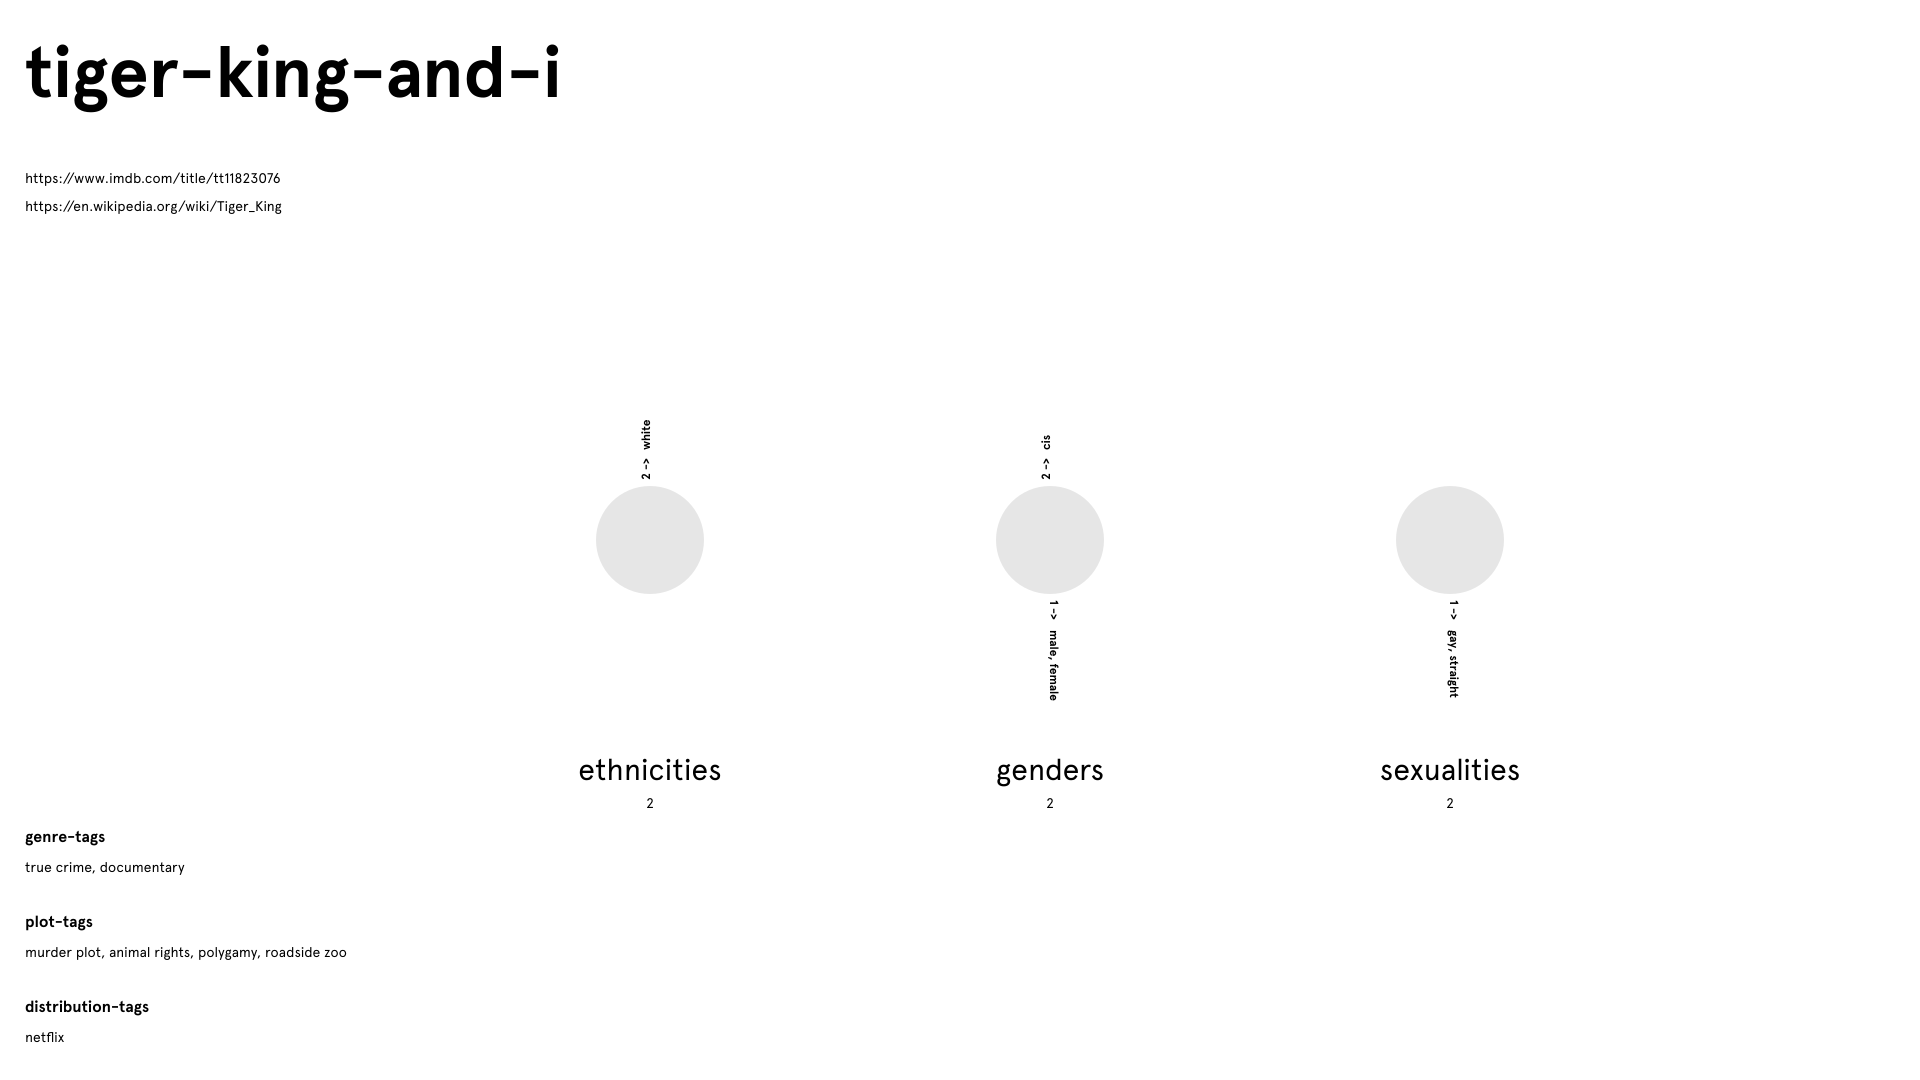 tiger-king-and-i
https://www.imdb.com/title/tt11823076
https://en.wikipedia.org/wiki/Tiger_King
2 -> white
2 -> cis
1 -> male, female
1 -> gay, straight
ethnicities
2
genders
2
sexualities
2
genre-tags
true crime, documentary
plot-tags
murder plot, animal rights, polygamy, roadside zoo
distribution-tags
netflix